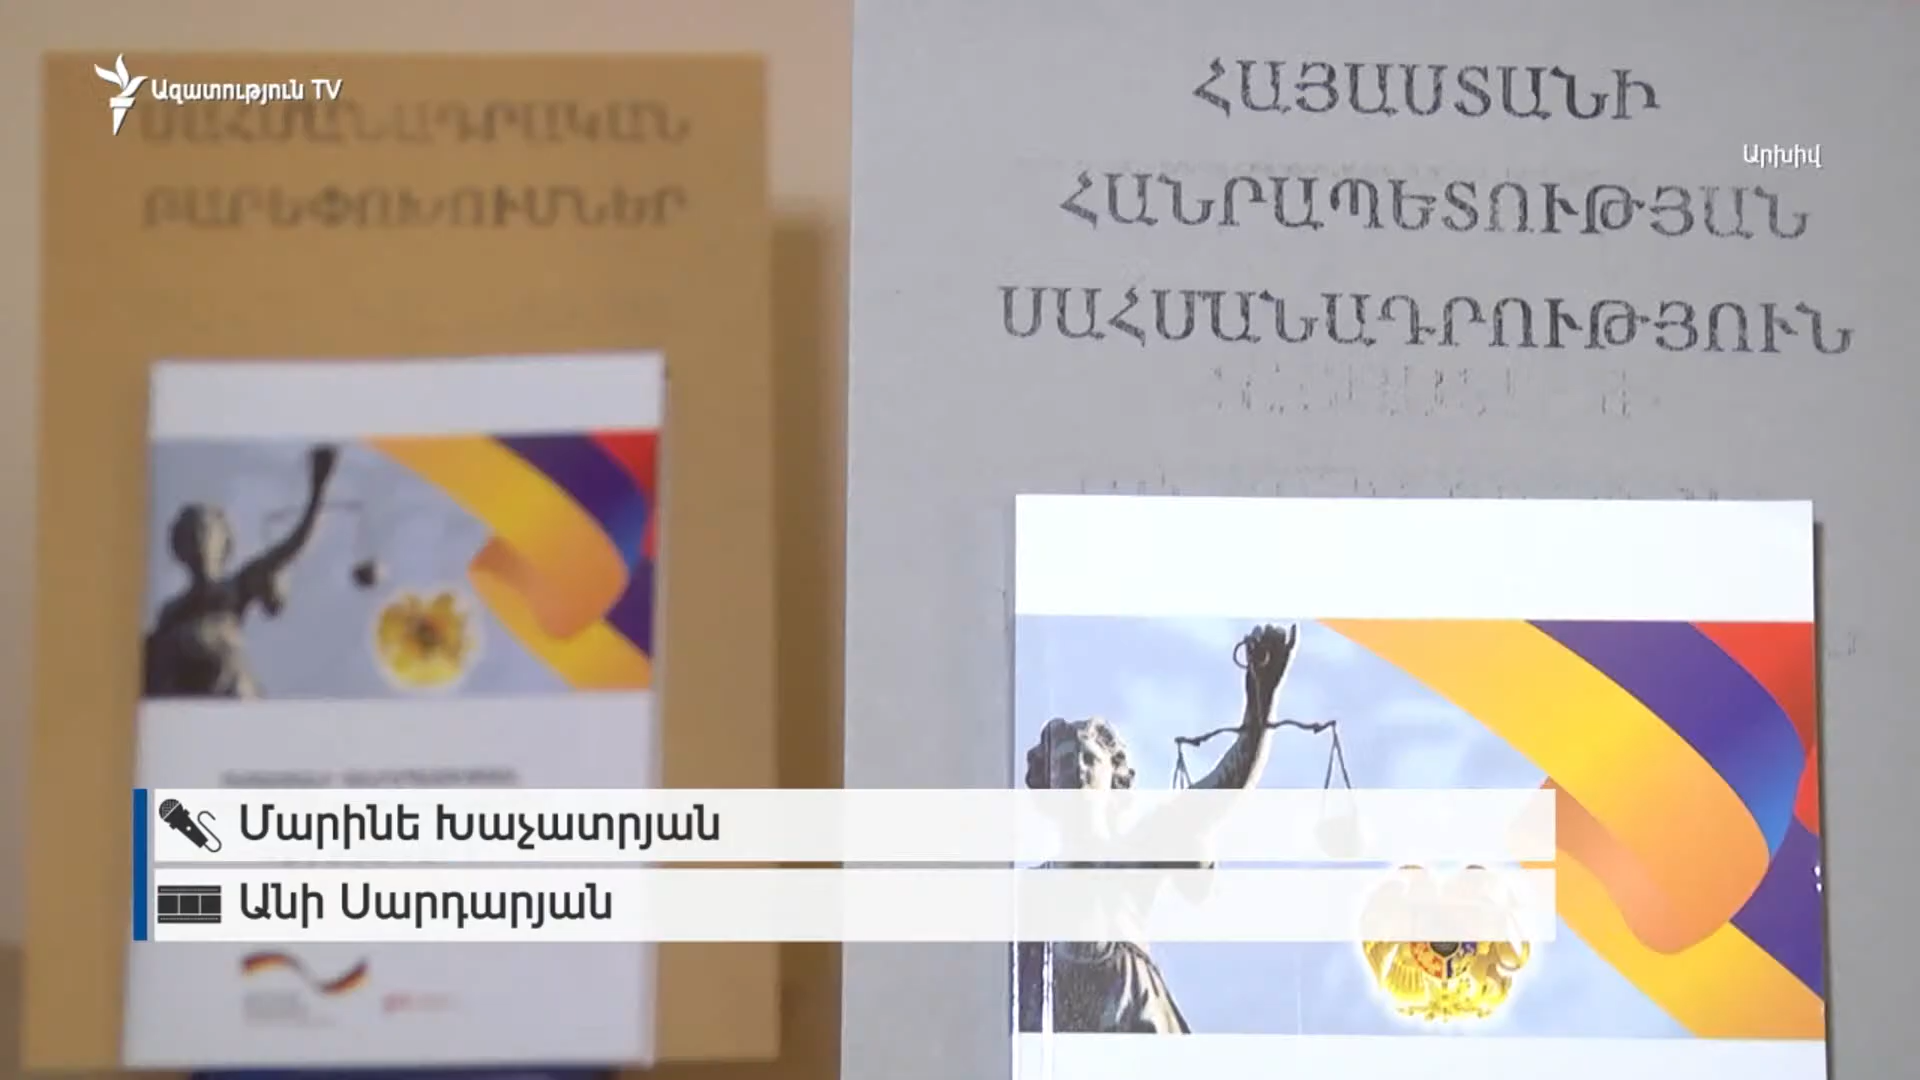 Ազատություն TV
ՍԱՀՄԱՆԱԴՐԱԿԱՆ
ԲԱՐԵՓՈԽՈՒՄՆԵՐ
ՀԱՅԱՍՏԱՆԻ
Արխիվ
ՀԱՆՐԱՊԵՏՈՒԹՅԱՆ
ՍԱՀՄԱՆԱԴՐՈՒԹՅՈՒՆ
Մարինե Խաչատրյան
Անի Սարդարյան